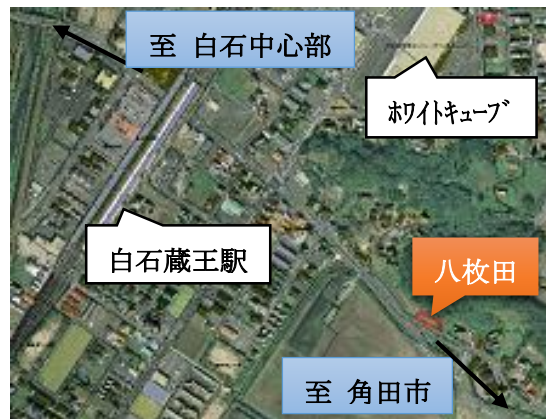 至 白石中心部
ホワイトキューブ
白石蔵王駅
八枚田
至 角田市